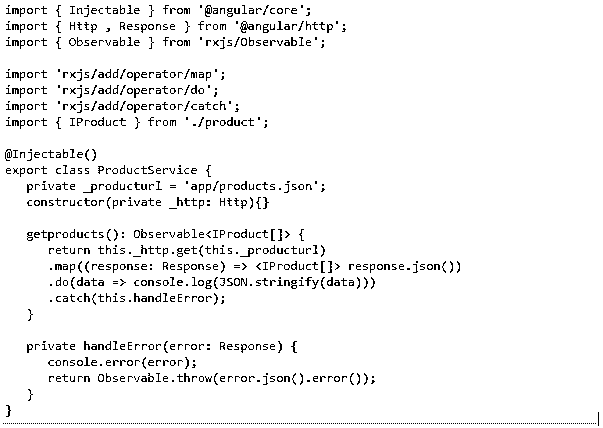 import { Injectable } from '@angular/core';
import { Http , Response } from '@angular/http';
import { Observable } from 'rxjs/Observable';

import 'rxjs/add/operator/map';
import 'rxjs/add/operator/do';
import 'rxjs/add/operator/catch';
import { IProduct } from './product';

@Injectable()
export class ProductService {
   private _producturl = 'app/products.json';
   constructor(private _http: Http){}

   getproducts(): Observable<IProduct[]> {
      return this._http.get(this._producturl)
      .map((response: Response) => <IProduct[]> response.json())
      .do(data => console.log(JSON.stringify(data)))
      .catch(this.handleError);
   }

   private handleError(error: Response) {
      console.error(error);
      return Observable.throw(error.json().error());
   }
}